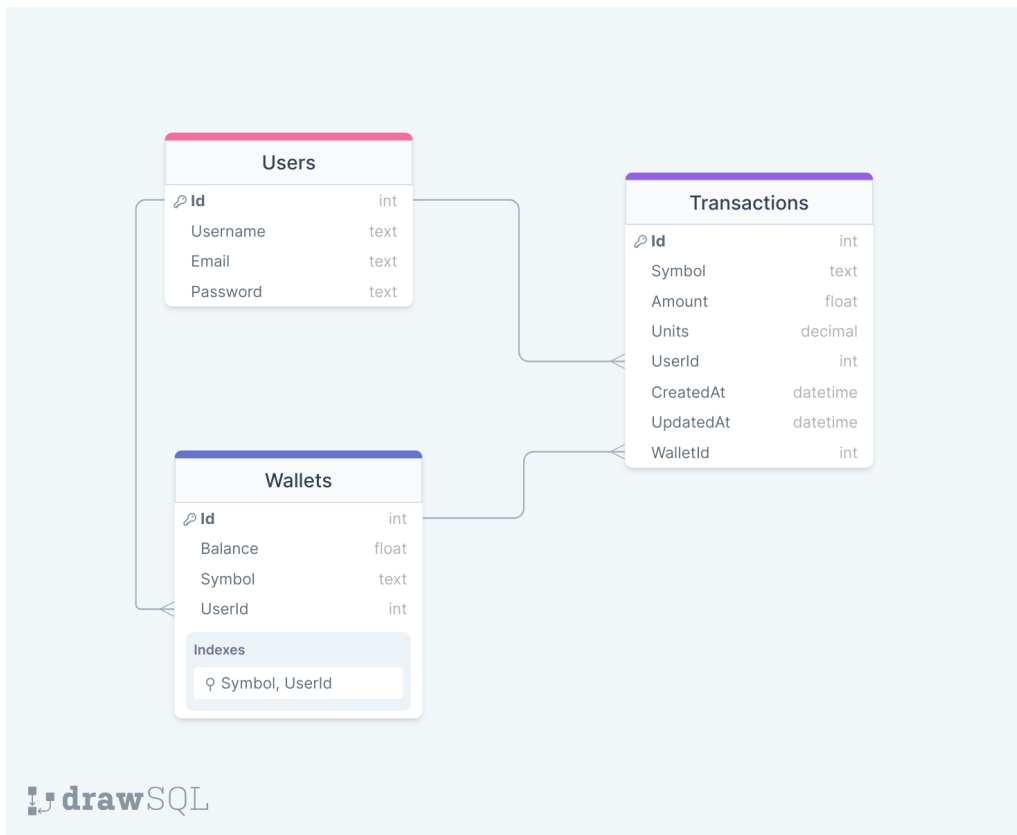 Users
Id int
Username text
Email text
Password text
Transactions
Id int
Symbol text
Amount float
Units decimal
UserId int
CreatedAt datetime
UpdatedAt datetime
WalletId int
Wallets
Id int
Balance float
Symbol text
UserId int
Indexes
Symbol, UserId
drawSQL